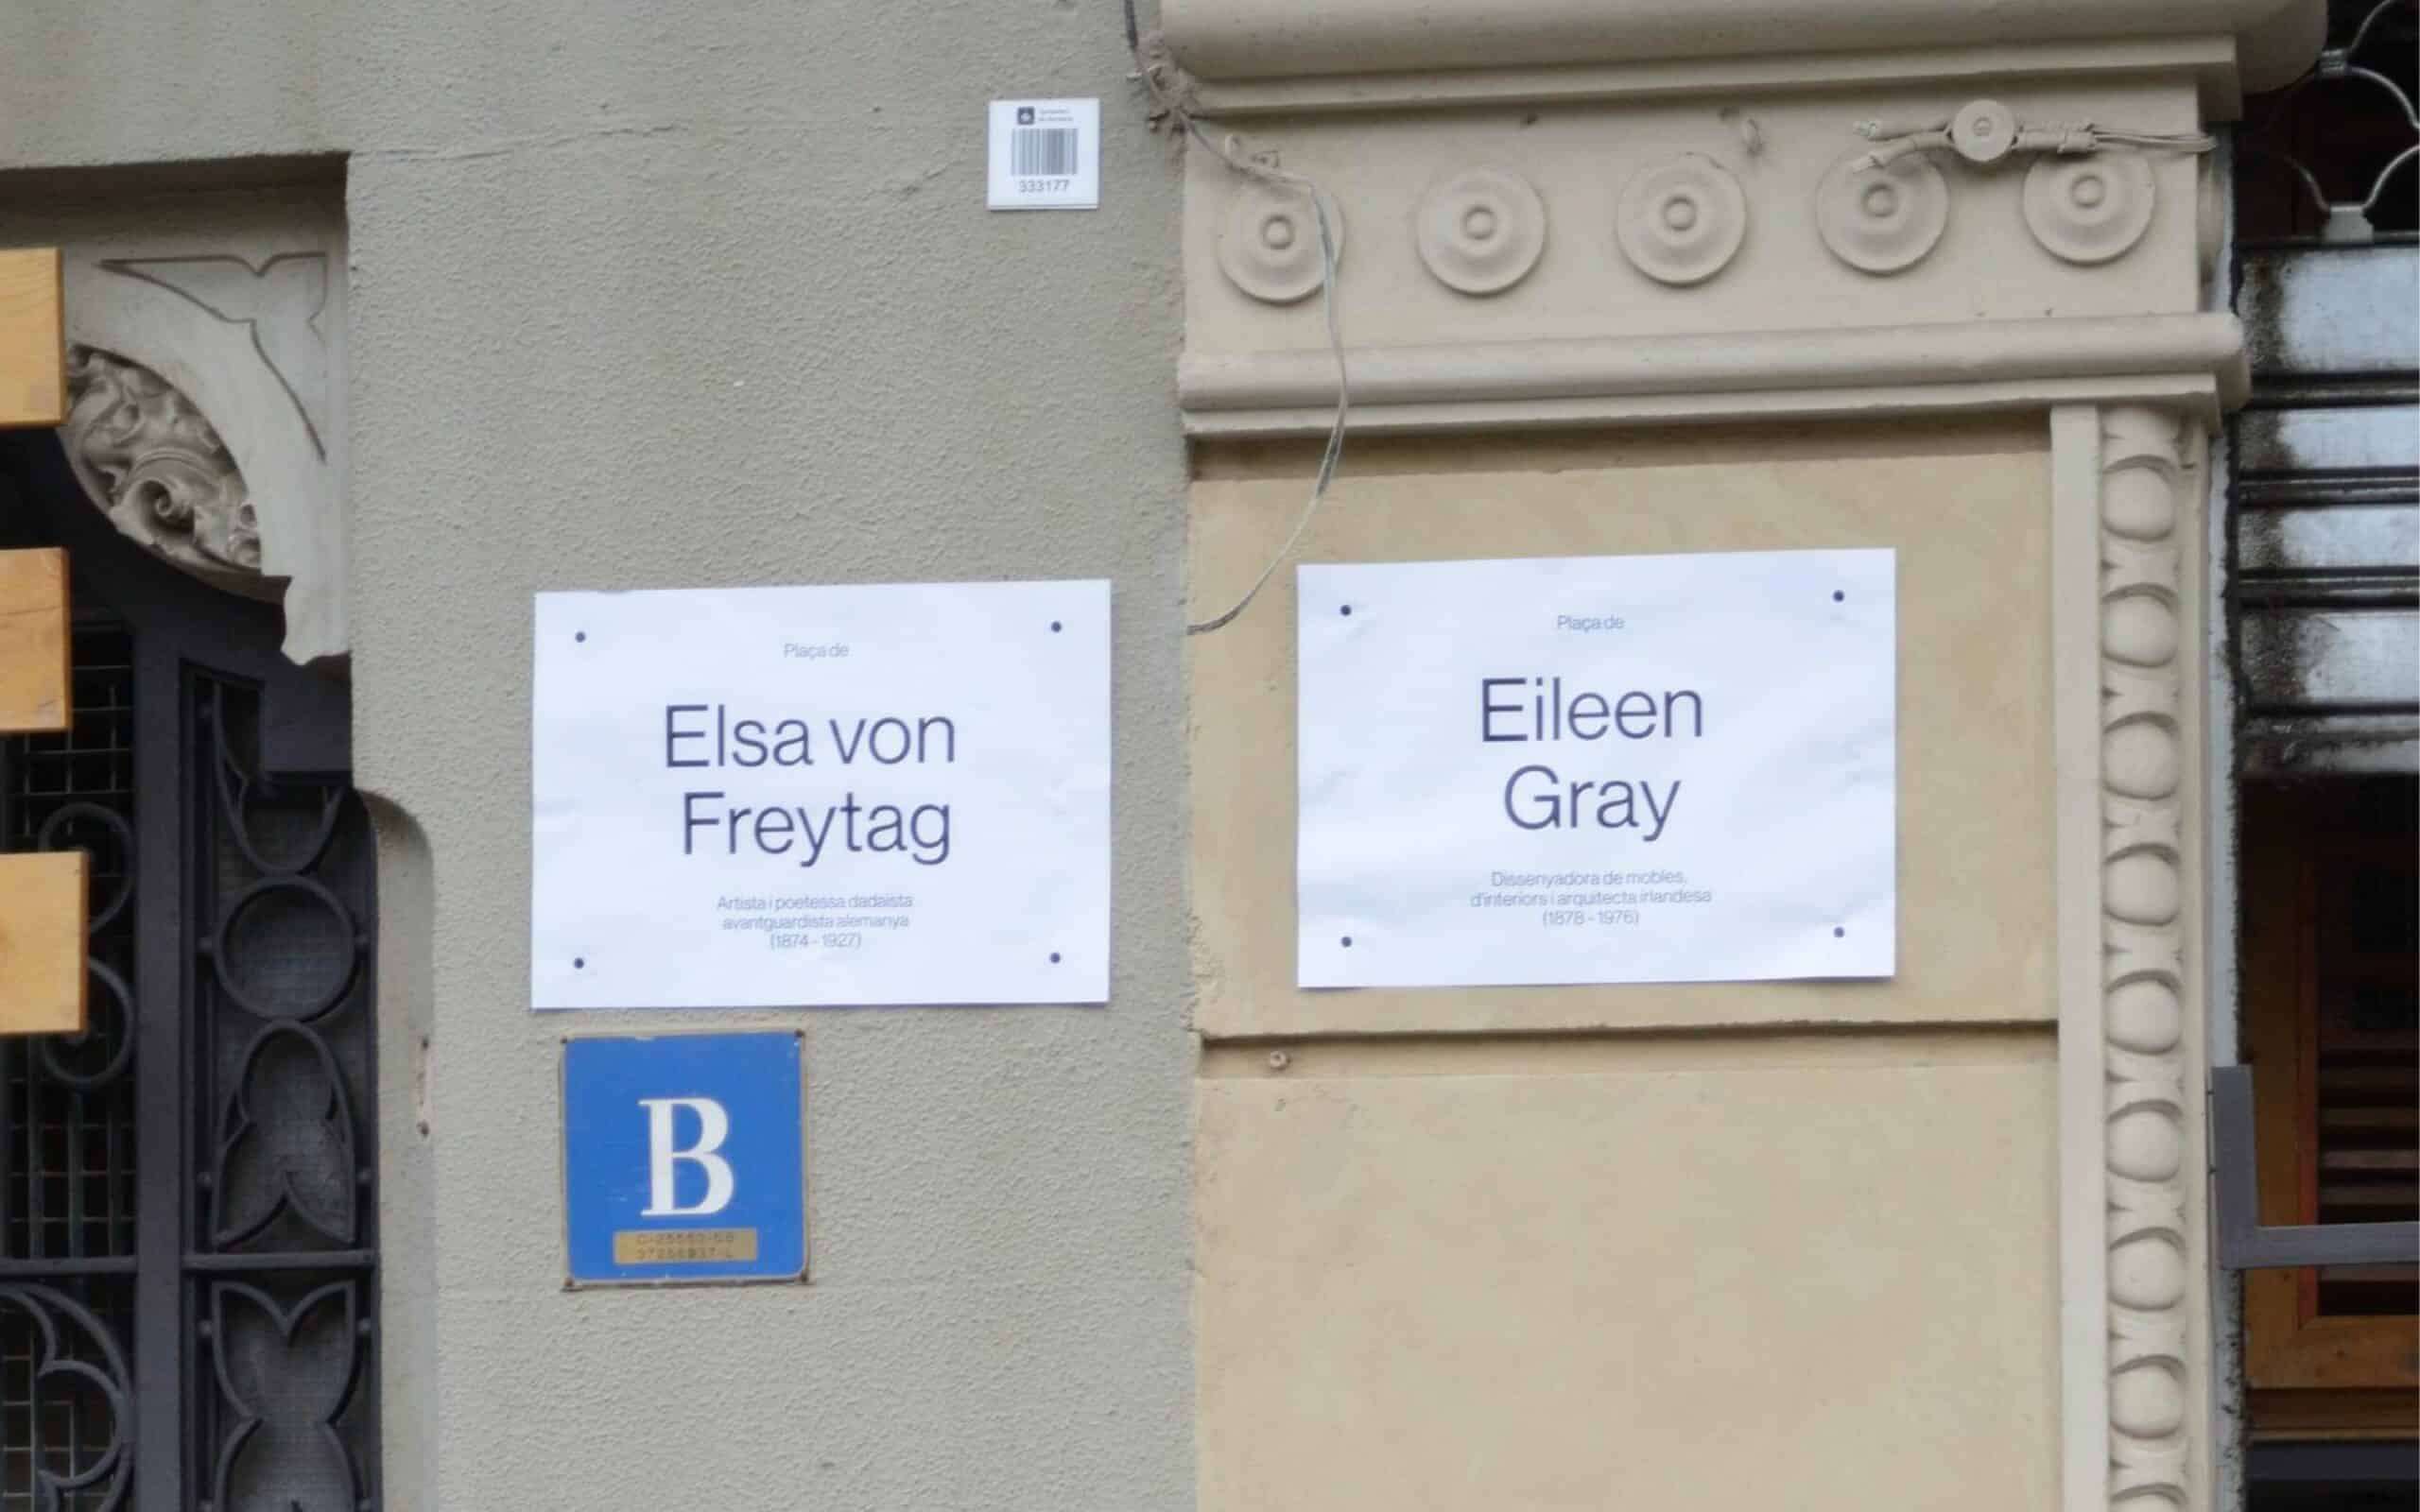 333177
Plaça de
Elsa von
Freytag
Artista i poetessa dadaista
avantguardista alemanya
(1874 - 1927)
Plaça de
Eileen
Gray
Dissenyadora de mobles,
d'interiors i arquitecta irlandesa
(1878 - 1976)
B